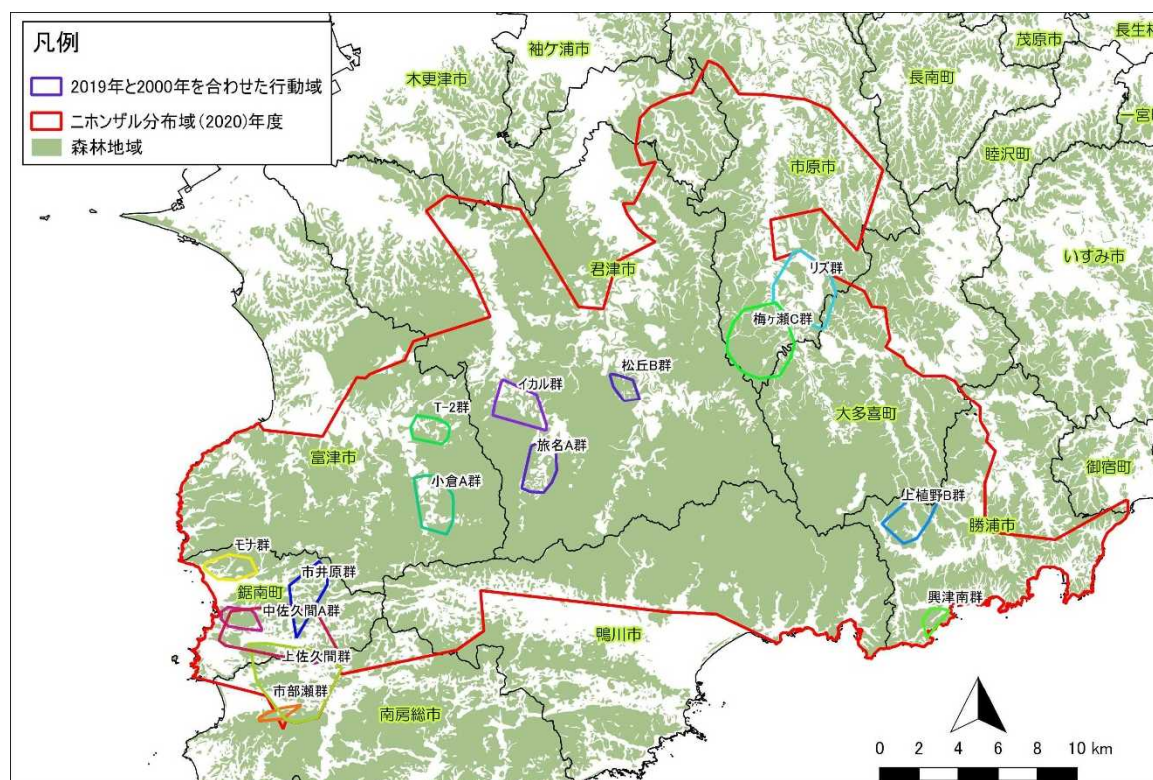 凡例
2019年と2000年を合わせた行動域
ニホンザル分布域(2020)年度
森林地域
袖ケ浦市
木更津市
茂原市
長生村
長南町
一宮町
睦沢町
市原市
いすみ市
君津市
リズ群
梅ヶ瀬C群
松丘B群
イカル群
T-2群
大多喜町
旅名A群
富津市
小倉A群
御宿町
上植野B群
勝浦市
モナ群
市井原群
鋸南町
中佐久間A群
興津南群
鴨川市
上佐久間群
市部瀬群
南房総市
0 2 4 6 8 10 km